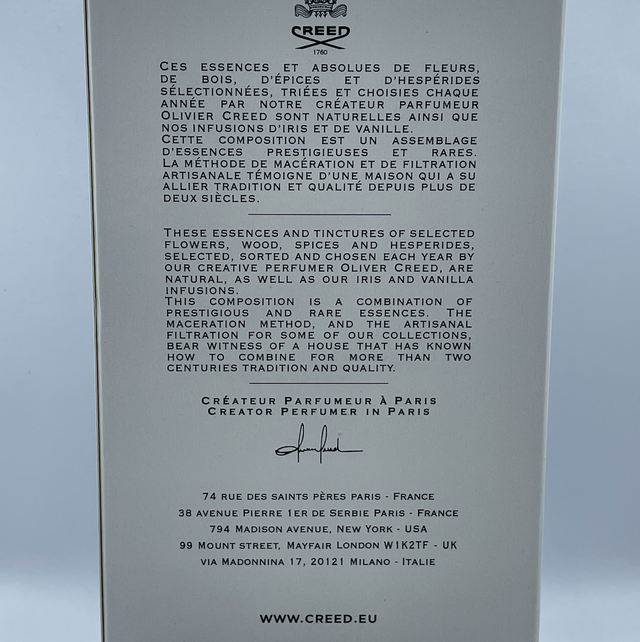 CREED
1760
CES ESSENCES ET ABSOLUES DE FLEURS,
DE BOIS, D'ÉPICES ET D'HESPÉRIDES
SÉLECTIONNÉES, TRIÉES ET CHOISIES CHAQUE
ANNÉE PAR NOTRE CRÉATEUR PARFUMEUR
OLIVIER CREED SONT NATURELLES AINSI QUE
NOS INFUSIONS D'IRIS ET DE VANILLE.
CETTE COMPOSITION EST UN ASSEMBLAGE
D'ESSENCES PRESTIGIEUSES ET RARES.
LA MÉTHODE DE MACÉRATION ET DE FILTRATION
ARTISANALE TÉMOIGNE D'UNE MAISON QUI A SU
ALLIER TRADITION ET QUALITÉ DEPUIS PLUS DE
DEUX SIÈCLES.
THESE ESSENCES AND TINCTURES OF SELECTED
FLOWERS, WOOD, SPICES AND HESPERIDES,
SELECTED, SORTED AND CHOSEN EACH YEAR BY
OUR CREATIVE PERFUMER OLIVER CREED, ARE
NATURAL, AS WELL AS OUR IRIS AND VANILLA
INFUSIONS.
THIS COMPOSITION IS A COMBINATION OF
PRESTIGIOUS AND RARE ESSENCES. THE
MACERATION METHOD, AND THE ARTISANAL
FILTRATION FOR SOME OF OUR COLLECTIONS,
BEAR WITNESS OF A HOUSE THAT HAS KNOWN
HOW TO COMBINE FOR MORE THAN TWO
CENTURIES TRADITION AND QUALITY.
CRÉATEUR PARFUMEUR À PARIS
CREATOR PERFUMER IN PARIS
74 RUE DES SAINTS PÈRES PARIS - FRANCE
38 AVENUE PIERRE 1ER DE SERBIE PARIS - FRANCE
794 MADISON AVENUE, NEW YORK - USA
99 MOUNT STREET, MAYFAIR LONDON W1K2TF - UK
VIA MADONNINA 17, 20121 MILANO - ITALIE
WWW.CREED.EU